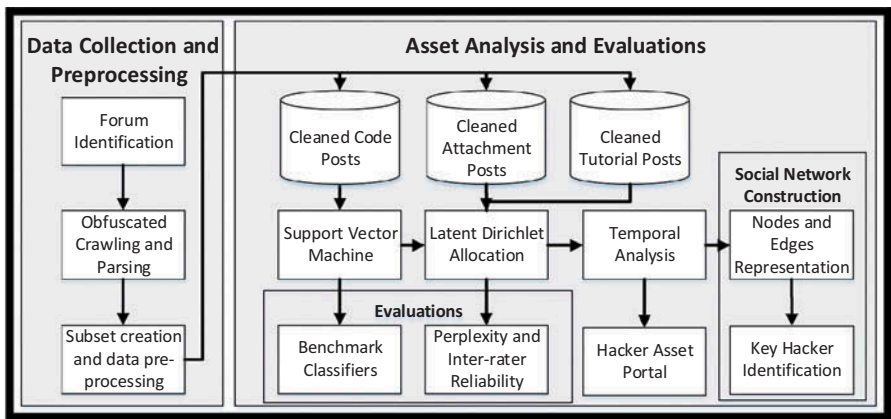 Data Collection and
Preprocessing
Forum
Identification
Obfuscated
Crawling and
Parsing
Subset creation
and data pre-
processing
Asset Analysis and Evaluations
Cleaned Code
Posts
Cleaned
Attachment
Posts
Cleaned
Tutorial Posts
Support Vector
Machine
Latent Dirichlet
Allocation
Temporal
Analysis
Social Network
Construction
Nodes and
Edges
Representation
Evaluations
Benchmark
Classifiers
Perplexity and
Inter-rater
Reliability
Hacker Asset
Portal
Key Hacker
Identification